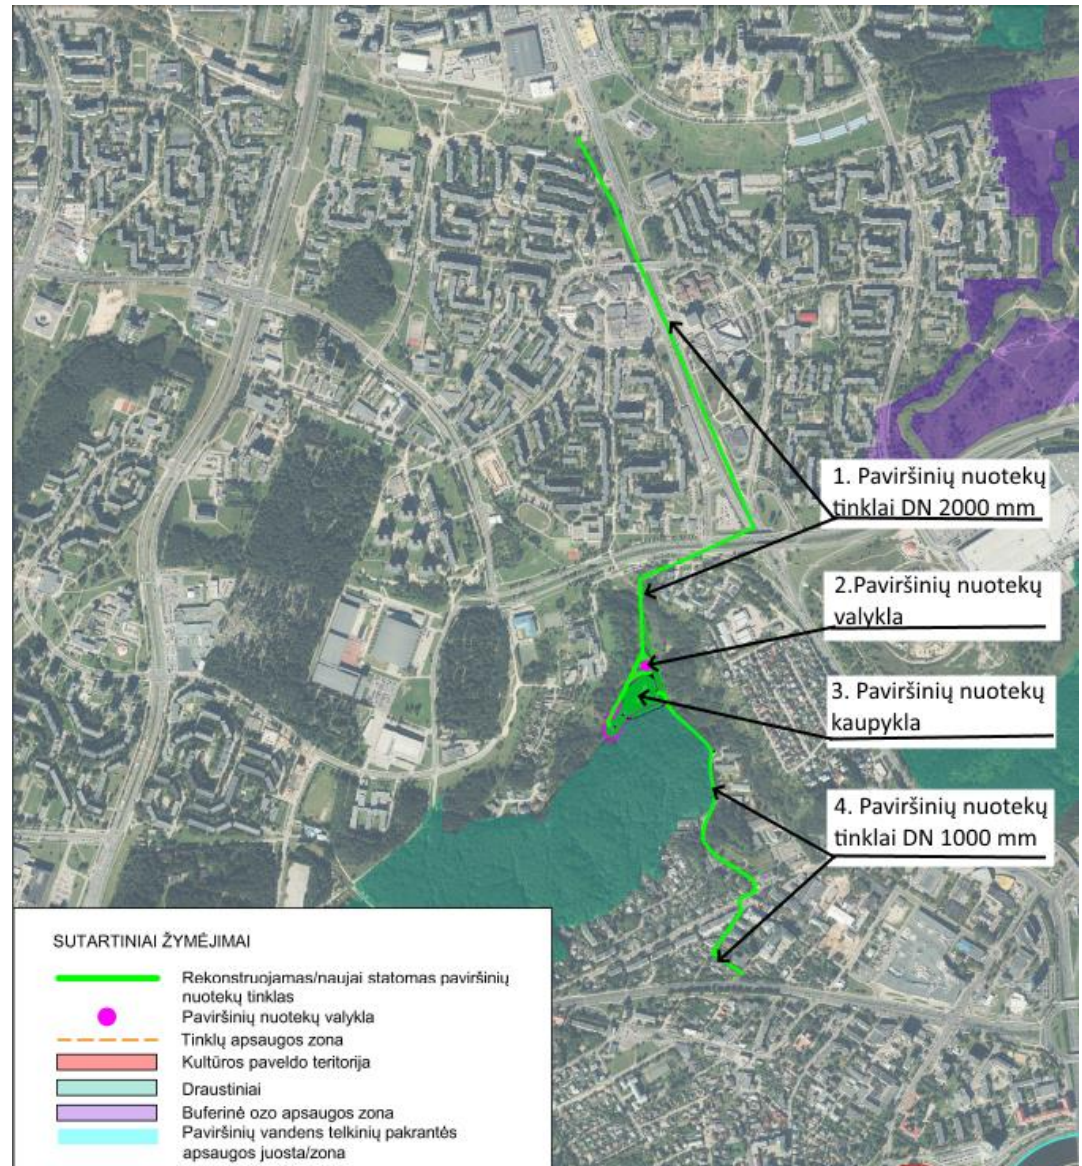 1. Paviršinių nuotekų
tinklai DN 2000 mm
2.Paviršinių nuotekų
valykla
3. Paviršinių nuotekų
kaupykla
4. Paviršinių nuotekų
tinklai DN 1000 mm
SUTARTINIAI ŽYMĖJIMAI
Rekonstruojamas/naujai statomas paviršinių
nuotekų tinklas
Paviršinių nuotekų valykla
Tinklų apsaugos zona
Kultūros paveldo teritorija
Draustiniai
Buferinė ozo apsaugos zona
Paviršinių vandens telkinių pakrantės
apsaugos juosta/zona